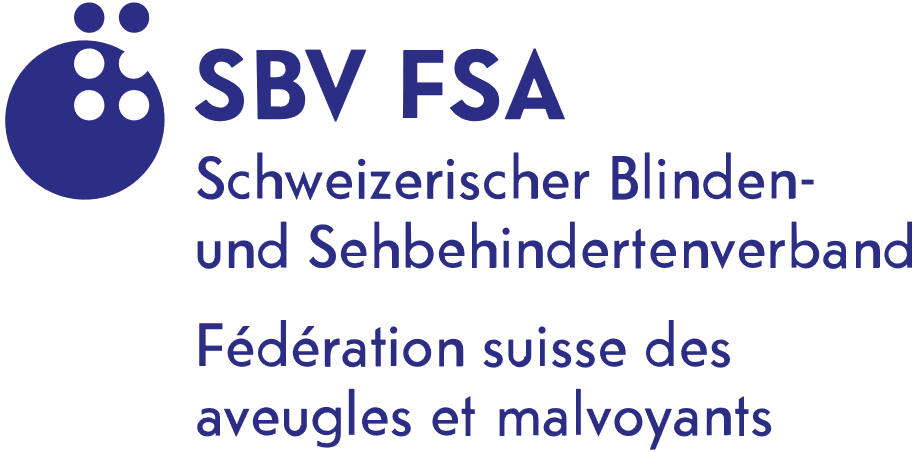 SBV FSA
Schweizerischer Blinden-
und Sehbehindertenverband
Fédération suisse des
aveugles et malvoyants